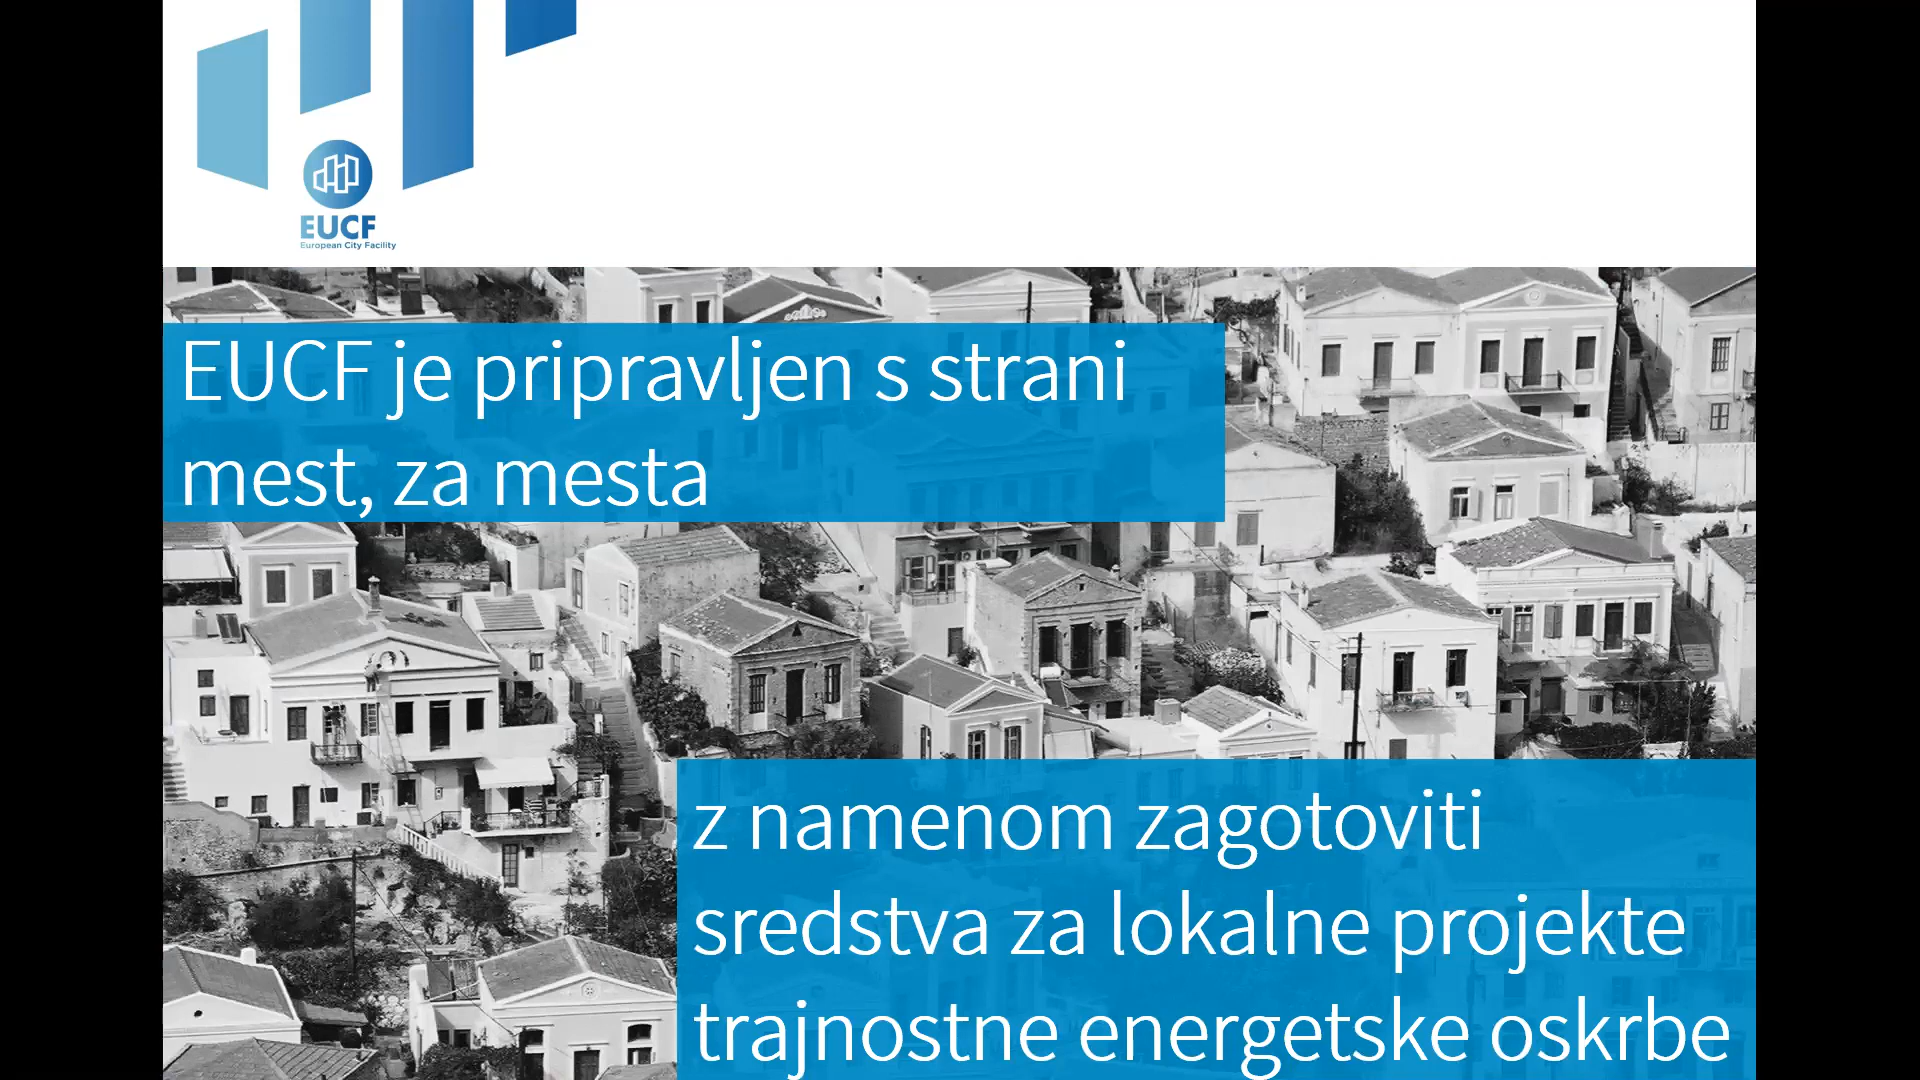 EUCF
European City Facility
EUCF je pripravljen s strani
mest, za mesta
z namenom zagotoviti
sredstva za lokalne projekte
trajnostne energetske oskrbe